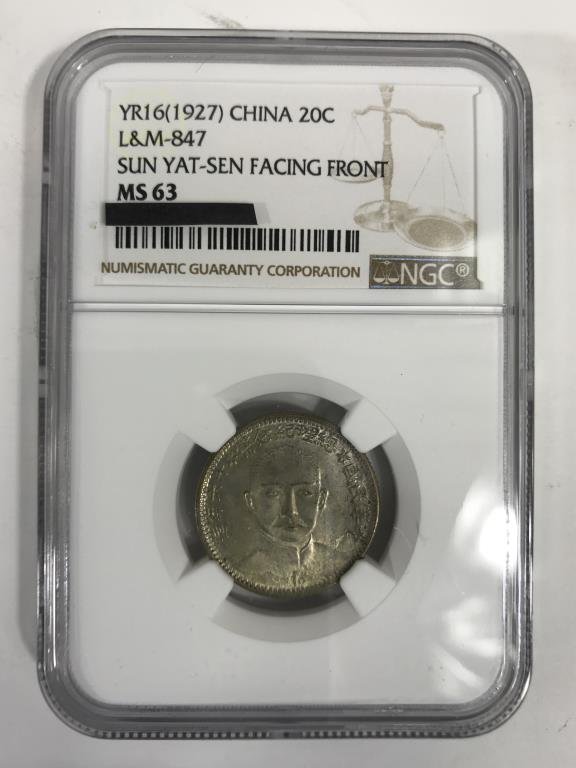 YR16(1927) CHINA 20C
L&M-847
SUN YAT-SEN FACING FRONT
MS 63
NUMISMATIC GUARANTY CORPORATION
NGC®